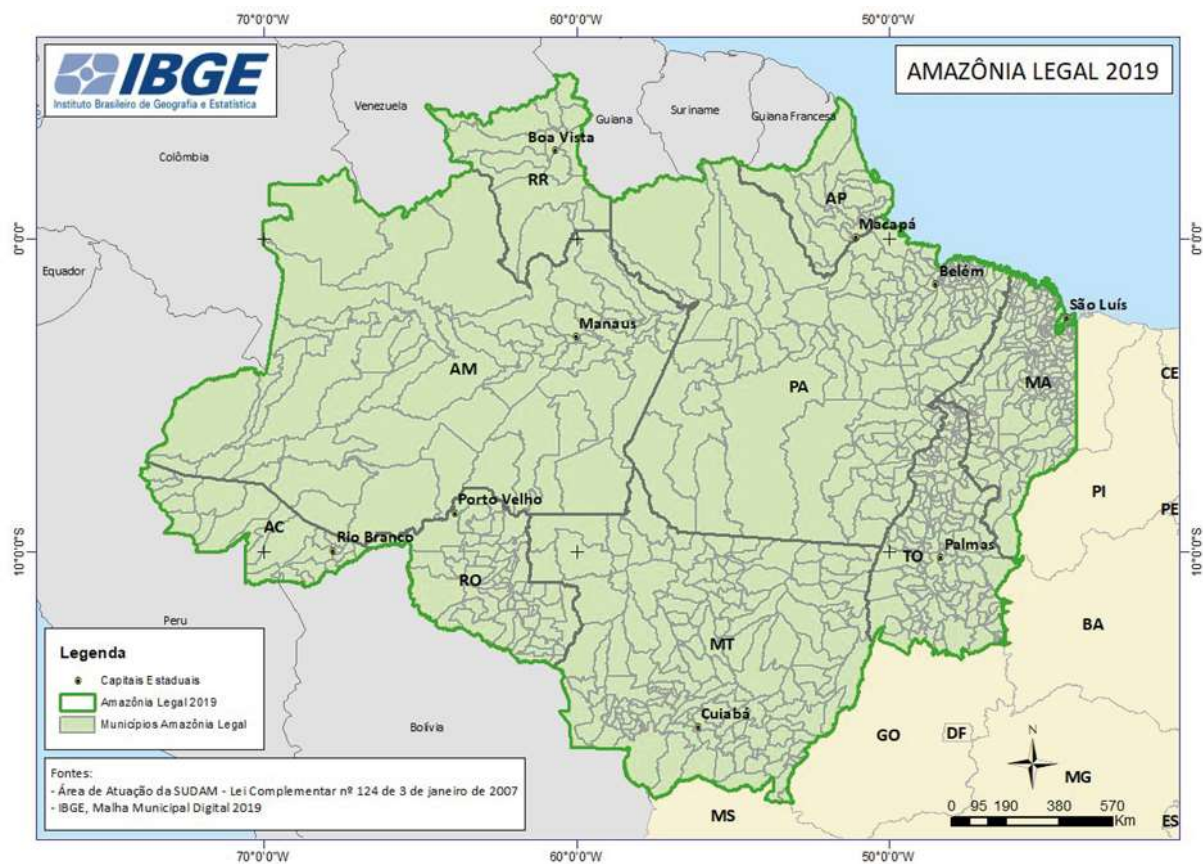 70°0'0"W
60°0'0"W
50°0'0"W
IBGE
Instituto Brasileiro de Geografia e Estatística
AMAZÔNIA LEGAL 2019
Venezuela
Suriname
Guiana
Guiana Francesa
Colômbia
Boa Vista
RR
AP
Macapá
0°0'0"
0°0'0"
Equador
Belém
São Luís
Manaus
AM
PA
MA
CE
PI
PE
Porto Velho
AC
Rio Branco
TO
Palmas
10°0'0"S
10°0'0"S
RO
Peru
BA
MT
Legenda
Capitais Estaduais
Amazônia Legal 2019
Municípios Amazônia Legal
Cuiabá
Bolívia
GO
DF
N
MG
Fontes:
- Área de Atuação da SUDAM - Lei Complementar nº 124 de 3 de janeiro de 2007
- IBGE, Malha Municipal Digital 2019
0 95 190 380 570
Km
MS
ES
70°0'0"W
60°0'0"W
50°0'0"W